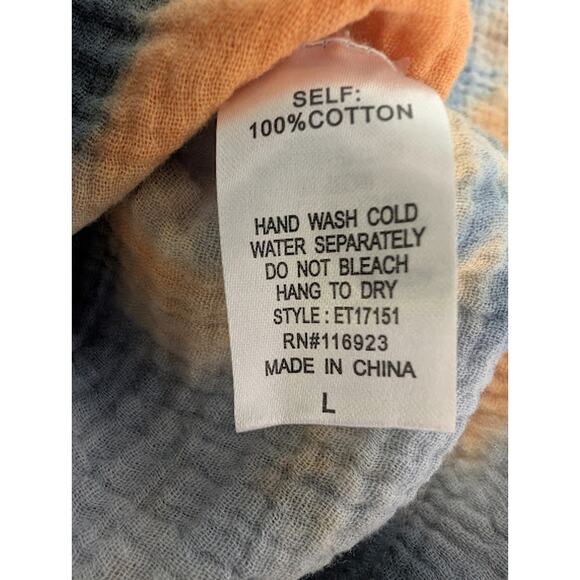 SELF:
100%COTTON
HAND WASH COLD
WATER SEPARATELY
DO NOT BLEACH
HANG TO DRY
STYLE : ET17151
RN#116923
MADE IN CHINA
L